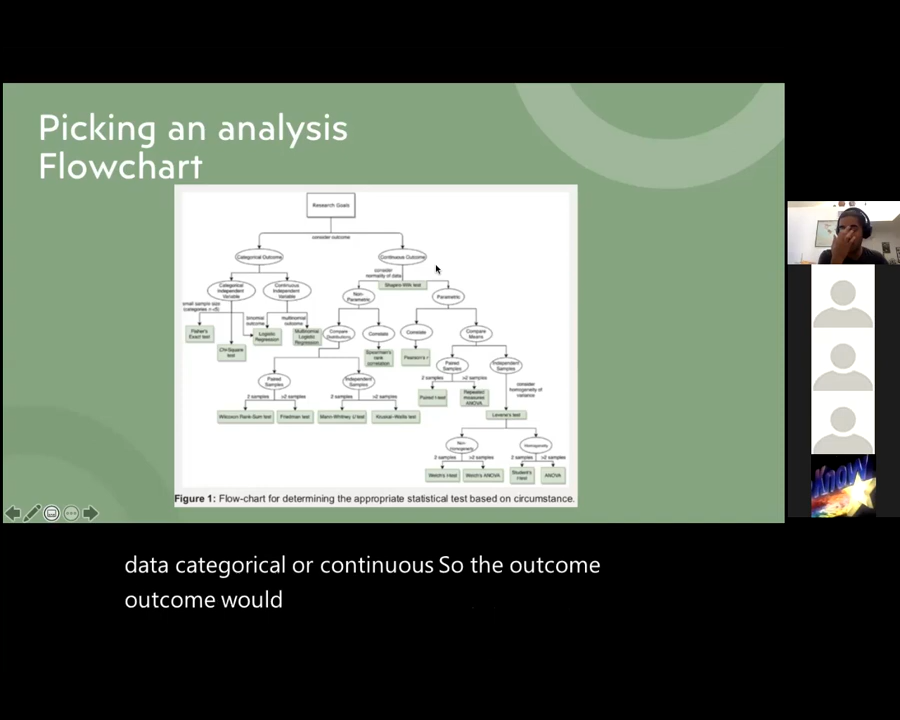 Picking an analysis
Flowchart
Research Goals
consider outcome
Categorical Outcome
Continuous Outcome
consider
normality of data
Shapiro-Wilk test
Categorical
Independent
Variable
Continuous
Independent
Variable
Non-
Parametric
Parametric
small sample size
categories (<5)
binomial
outcome
multinomial
outcome
Fisher's
Exact test
Chi-Square
test
Logistic
Regression
Multinomial
Logistic
Regression
Compare
Distributions
Correlate
Correlate
Compare
Means
Spearman's
rank
correlation
Pearson's r
Paired
Samples
Independent
Samples
2 samples
>2 samples
consider
homogeneity of
variance
Paired t-test
Repeated
measures
ANOVA
Levene's test
Paired
Samples
Independent
Samples
2 samples
>2 samples
2 samples
>2 samples
Wilcoxon Rank-Sum test
Friedman test
Mann-Whitney U test
Kruskal-Wallis test
Non
Homogeneity
Homogeneity
2 samples
>2 samples
2 samples
>2 samples
Welch's t-test
Welch's ANOVA
Student's
t-test
ANOVA
Figure 1: Flow-chart for determining the appropriate statistical test based on circumstance.
Know
data categorical or continuous So the outcome
outcome would